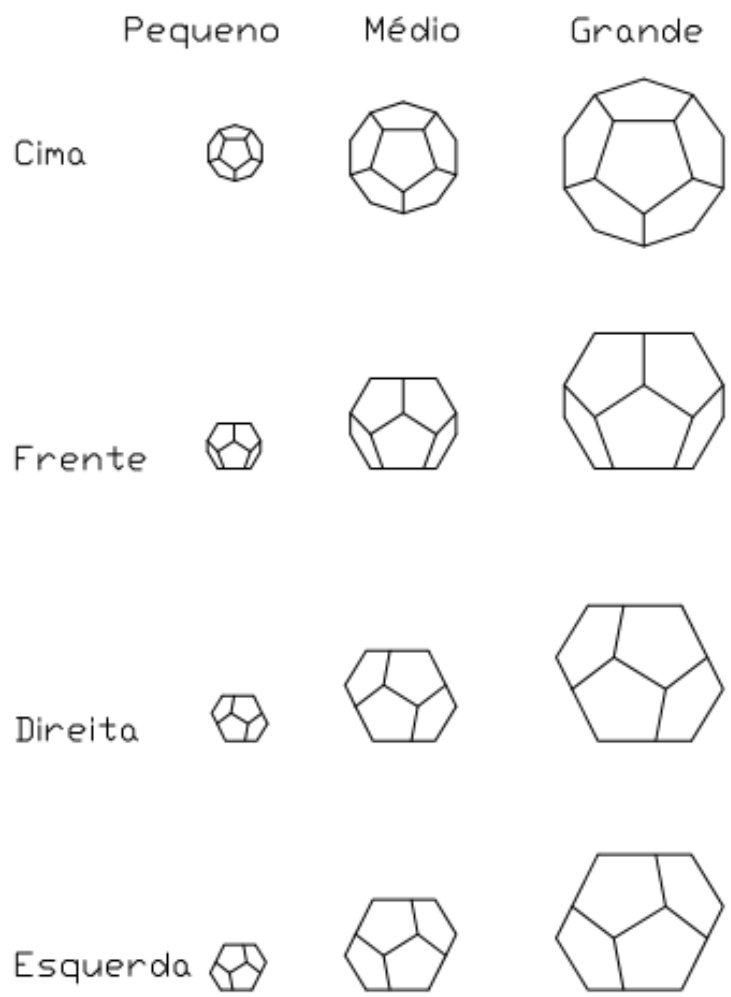 Pequeno Médio Grande
Cima
Frente
Direita
Esquerda